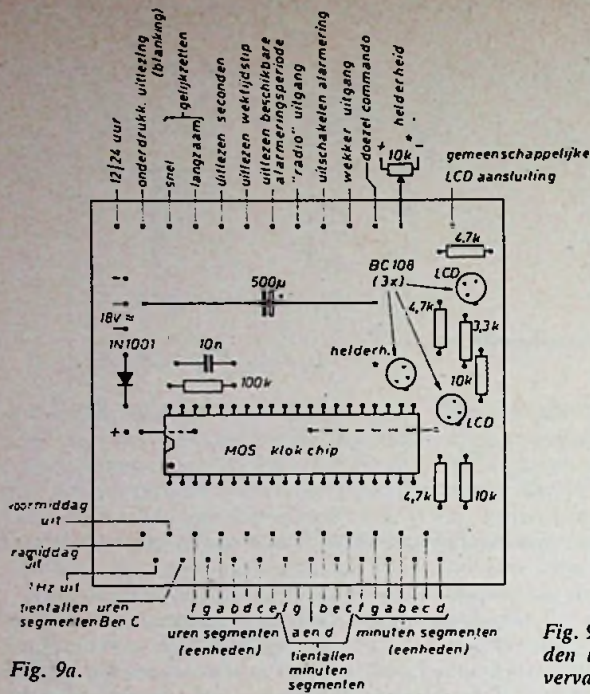 12/24 uur
onderdrukk. uitlezing
(blanking)
snel
langzaam
gelijkzetten
uitlezen seconden
uitlezen wektijdstip
uitlezen beschikbare
alarmeringsperiode
"radio" uitgang
uitschakelen alarmering
wekker uitgang
doezel commando
helderheid
+ 10k * -
gemeenschappelijke
LCD aansluiting
4,7k
BC108
(3x)
LCD
500µ
4,7k
3,3k
-
18V ≈
1N1001
10n
helderh.
*
100k
10k
LCD
+
MOS klok chip
4,7k
10k
voormiddag
uit
namiddag
uit
1Hz uit
tientallen uren
segmenten B en C
f g a b d c e f g a en d b e c f g a b e c d
uren segmenten
(eenheden)
tientallen
minuten
segmenten
minuten segmenten
(eenheden)
Fig. 9a.
Fig. 9
den
verva